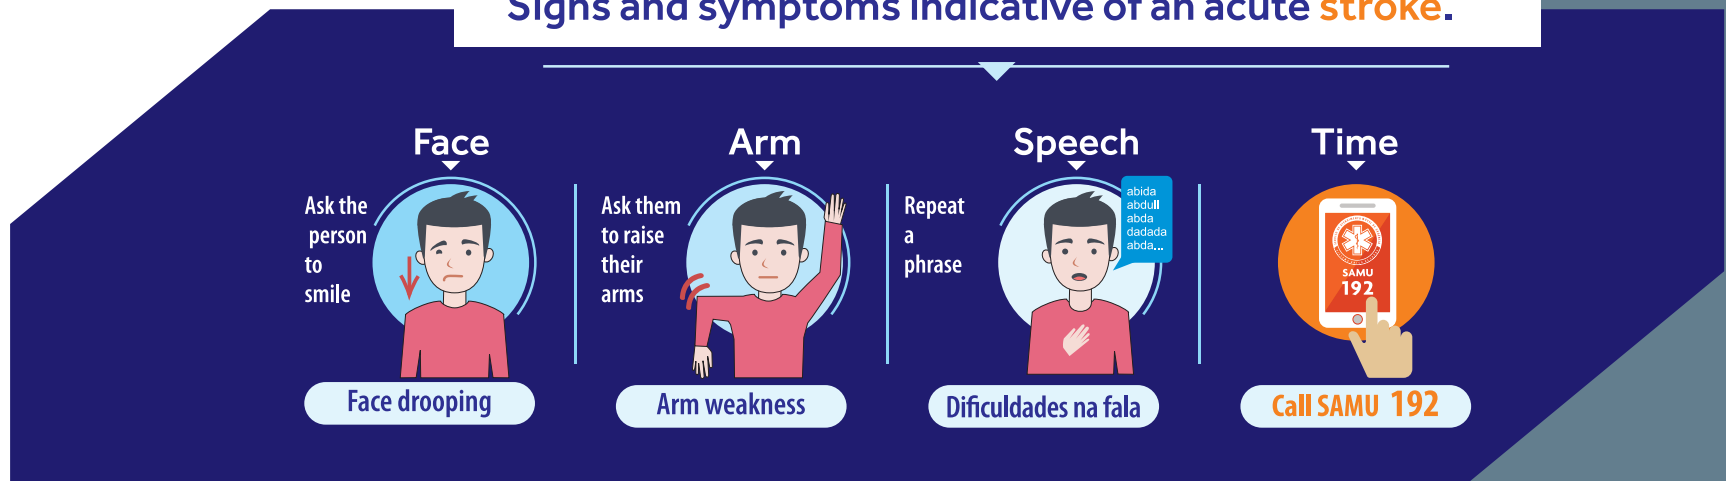 Signs and symptoms indicative of an acute stroke.
Face
Ask the
person
to
smile
Face drooping
Arm
Ask them
to raise
their
arms
Arm weakness
Speech
Repeat
a
phrase
abida
abdull
abda
dadada
abda...
Dificuldades na fala
Time
SAMU
192
Call SAMU 192